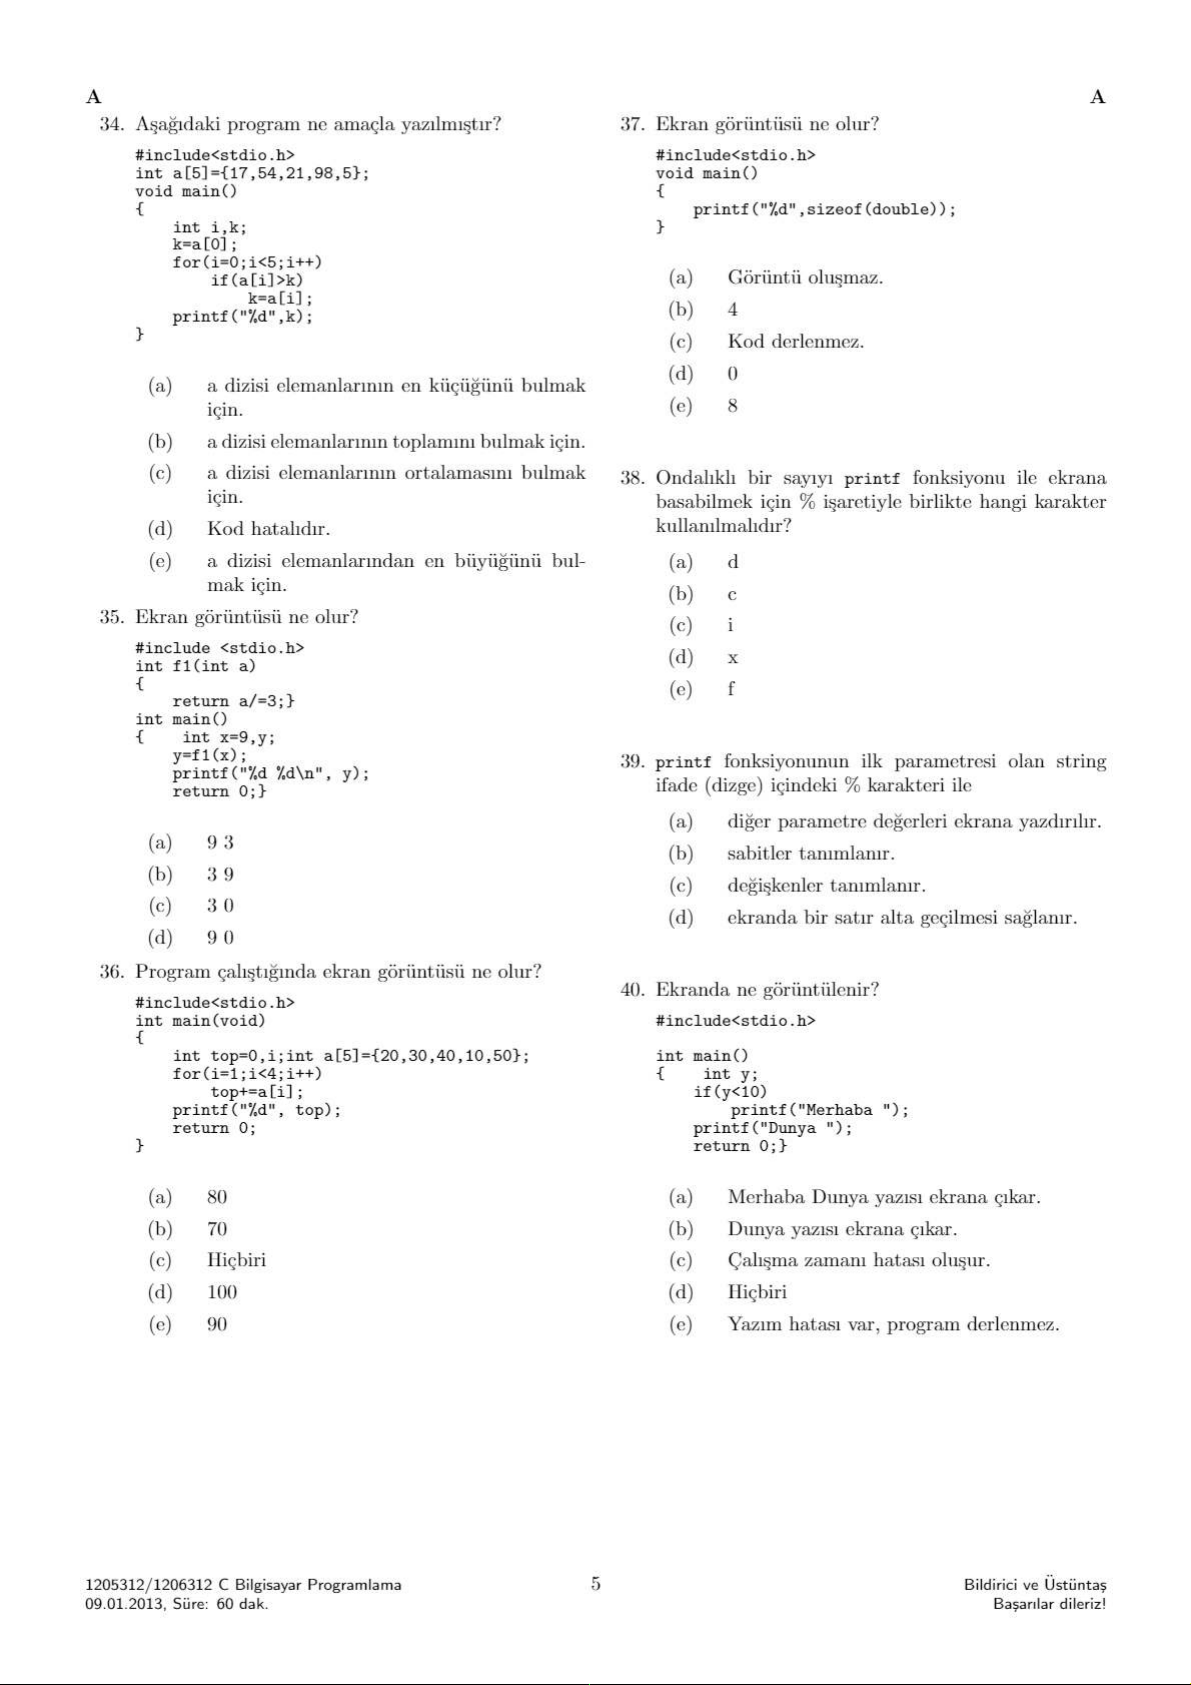 A
A
34. Aşağıdaki program ne amaçla yazılmıştır?
#include<stdio.h>
int a[5]={17,54,21,98,5};
void main()
{
int i,k;
k=a[0];
for(i=0;i<5;i++)
if(a[i]>k)
k=a[i];
printf("%d",k);
}
(a) a dizisi elemanlarının en küçüğünü bulmak
için.
(b) a dizisi elemanlarının toplamını bulmak için.
(c) a dizisi elemanlarının ortalamasını bulmak
için.
(d) Kod hatalıdır.
(e) a dizisi elemanlarından en büyüğünü bul-
mak için.
35. Ekran görüntüsü ne olur?
#include <stdio.h>
int f1(int a)
{
return a/=3;}
int main()
{ int x=9,y;
y=f1(x);
printf("%d %d\n", y);
return 0;}
(a) 9 3
(b) 3 9
(c) 3 0
(d) 9 0
36. Program çalıştığında ekran görüntüsü ne olur?
#include<stdio.h>
int main(void)
{
int top=0,i;int a[5]={20,30,40,10,50};
for(i=1;i<4;i++)
top+=a[i];
printf("%d", top);
return 0;
}
(a) 80
(b) 70
(c) Hiçbiri
(d) 100
(e) 90
37. Ekran görüntüsü ne olur?
#include<stdio.h>
void main()
{
printf("%d",sizeof(double));
}
(a) Görüntü oluşmaz.
(b) 4
(c) Kod derlenmez.
(d) 0
(e) 8
38. Ondalıklı bir sayıyı printf fonksiyonu ile ekrana
basabilmek için % işaretiyle birlikte hangi karakter
kullanılmalıdır?
(a) d
(b) c
(c) i
(d) x
(e) f
39. printf fonksiyonunun ilk parametresi olan string
ifade (dizge) içindeki % karakteri ile
(a) diğer parametre değerleri ekrana yazdırılır.
(b) sabitler tanımlanır.
(c) değişkenler tanımlanır.
(d) ekranda bir satır alta geçilmesi sağlanır.
40. Ekranda ne görüntülenir?
#include<stdio.h>
int main()
{ int y;
if(y<10)
printf("Merhaba ");
printf("Dunya ");
return 0;}
(a) Merhaba Dunya yazısı ekrana çıkar.
(b) Dunya yazısı ekrana çıkar.
(c) Çalışma zamanı hatası oluşur.
(d) Hiçbiri
(e) Yazım hatası var, program derlenmez.
1205312/1206312 C Bilgisayar Programlama
09.01.2013, Süre: 60 dak.
5
Bildirici ve Üstüntaş
Başarılar dileriz!